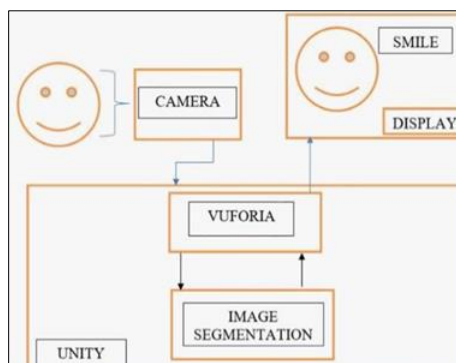 SMILE
CAMERA
DISPLAY
VUFORIA
IMAGE
SEGMENTATION
UNITY